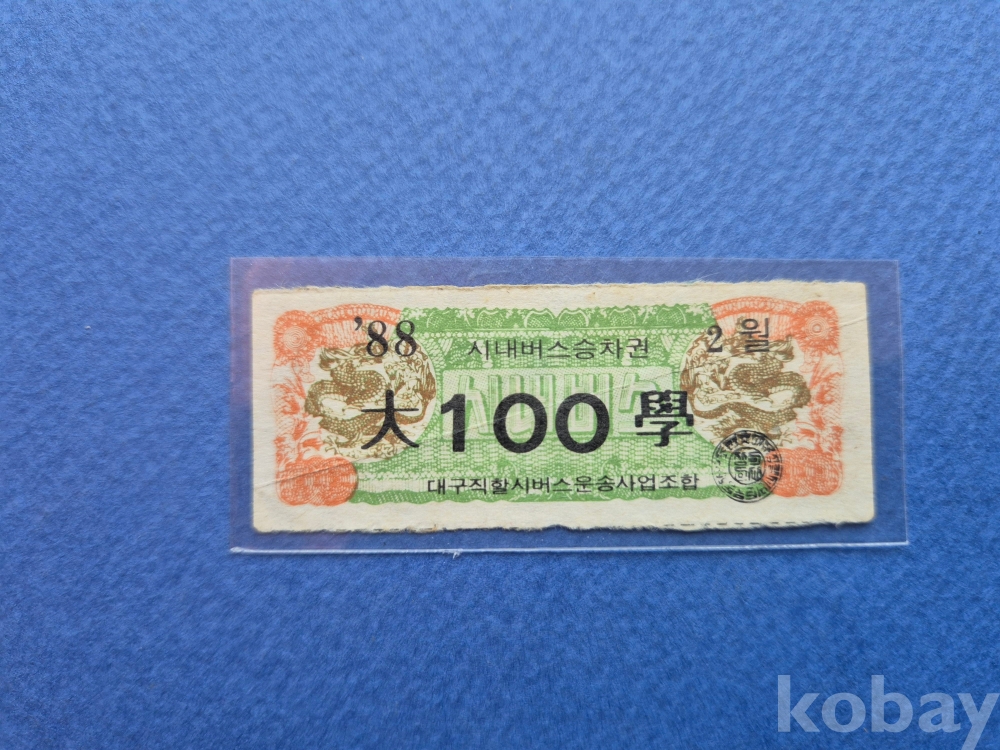 '88 시내버스승차권 2 월
大 100 學
대구직할시버스운송사업조합
kobay